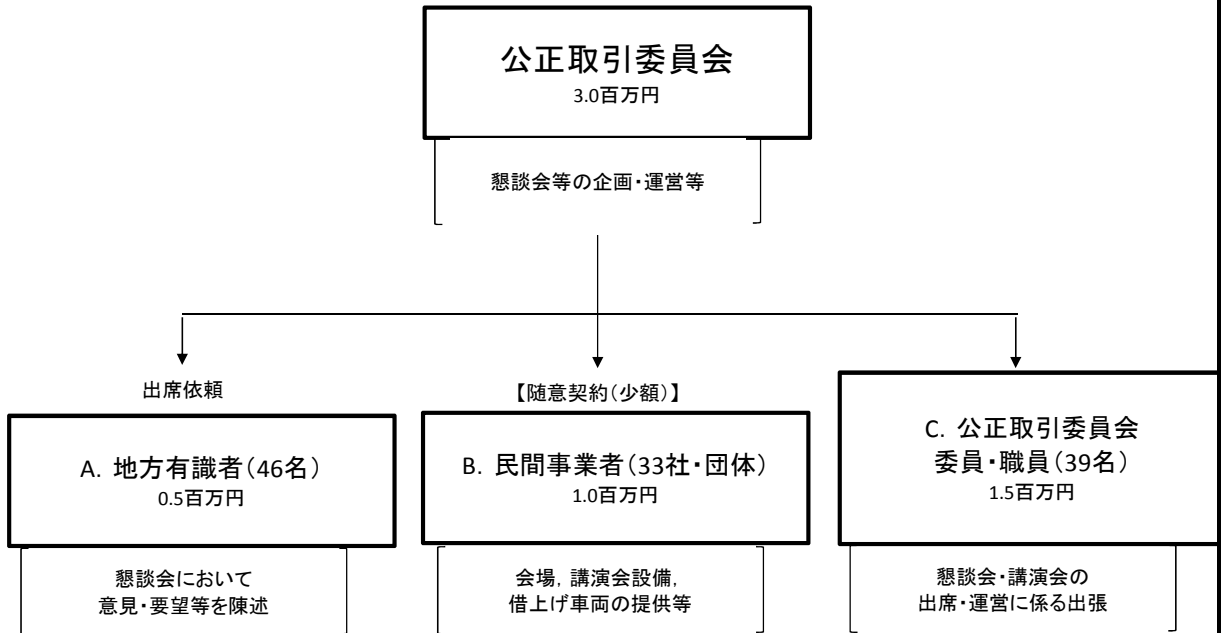 公正取引委員会
3.0百万円
懇談会等の企画・運営等
出席依頼
A. 地方有識者(46名)
0.5百万円
懇談会において
意見・要望等を陳述
【随意契約(少額)】
B. 民間事業者(33社・団体)
1.0百万円
会場，講演会設備，
借上げ車両の提供等
C. 公正取引委員会
委員・職員(39名)
1.5百万円
懇談会・講演会の
出席・運営に係る出張